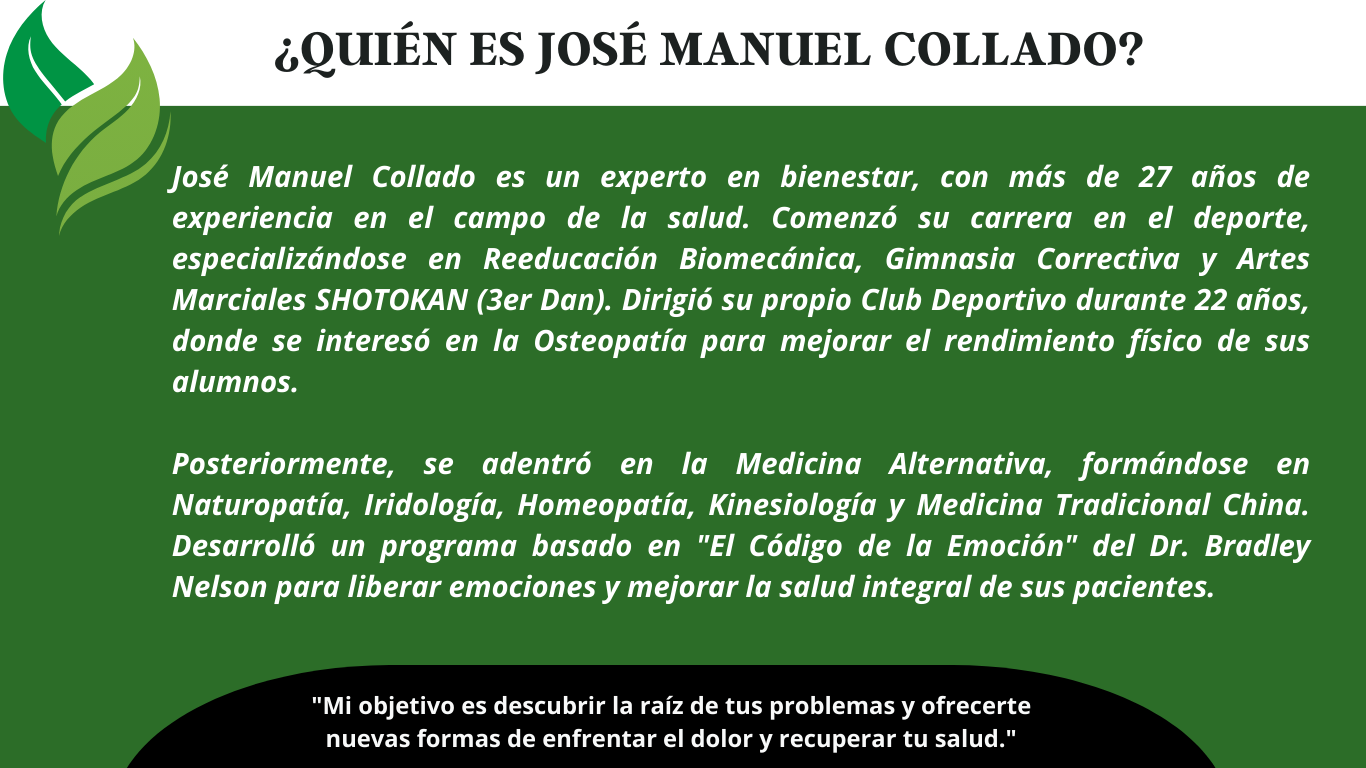 ¿QUIÉN ES JOSÉ MANUEL COLLADO?
José Manuel Collado es un experto en bienestar, con más de 27 años de
experiencia en el campo de la salud. Comenzó su carrera en el deporte,
especializándose en Reeducación Biomecánica, Gimnasia Correctiva y Artes
Marciales SHOTOKAN (3er Dan). Dirigió su propio Club Deportivo durante 22 años,
donde se interesó en la Osteopatía para mejorar el rendimiento físico de sus
alumnos.
Posteriormente, se adentró en la Medicina Alternativa, formándose en
Naturopatía, Iridología, Homeopatía, Kinesiología y Medicina Tradicional China.
Desarrolló un programa basado en "El Código de la Emoción" del Dr. Bradley
Nelson para liberar emociones y mejorar la salud integral de sus pacientes.
"Mi objetivo es descubrir la raíz de tus problemas y ofrecerte
nuevas formas de enfrentar el dolor y recuperar tu salud."